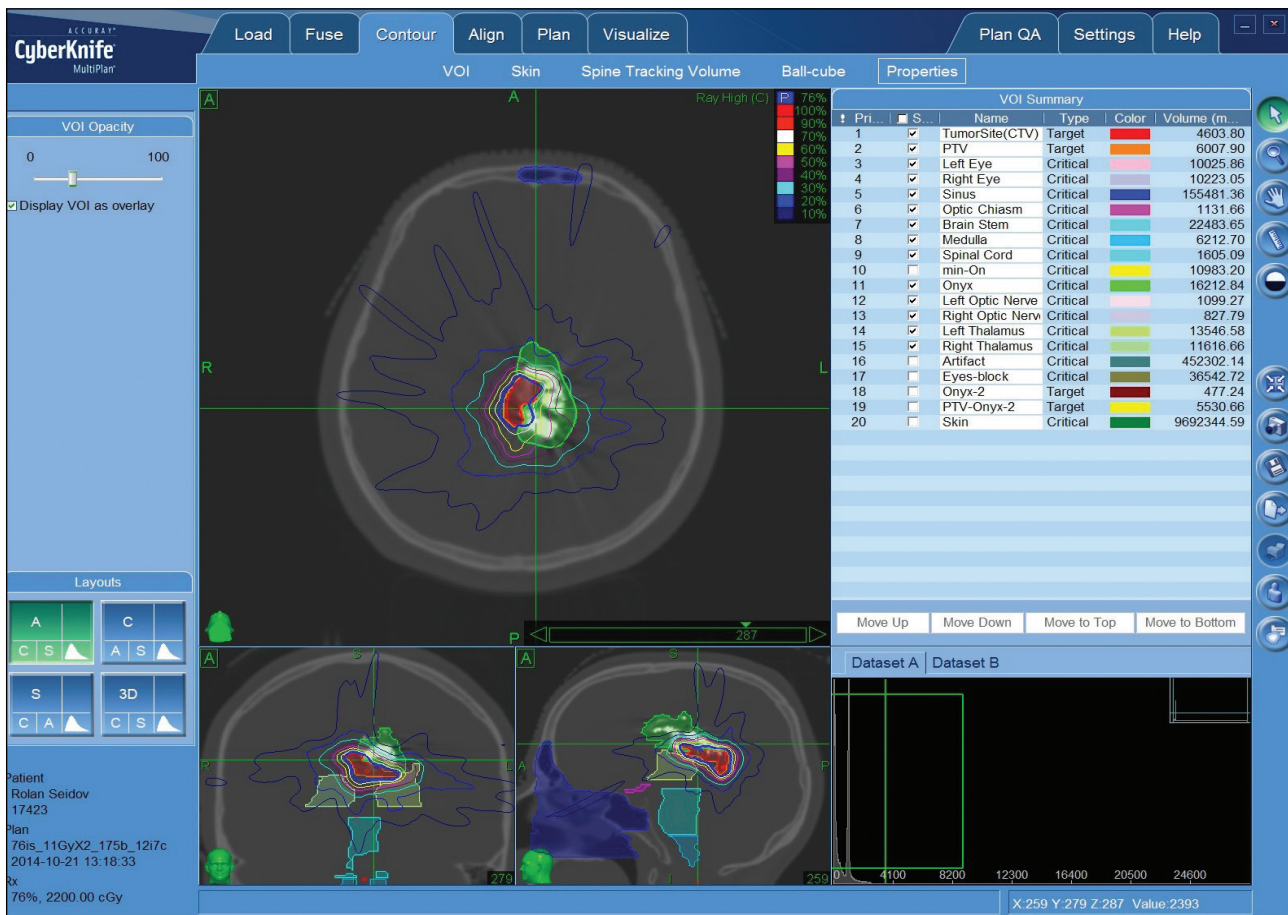 ACCURAY
CyberKnife
MultiPlan
Load Fuse Contour Align Plan Visualize Plan QA Settings Help
VOI Skin Spine Tracking Volume Ball-cube Properties
VOI Opacity
0 100
Display VOI as overlay
A
A
Ray High (C)
P 76%
100%
90%
70%
60%
50%
40%
30%
20%
10%
R
L
P
287
VOI Summary
! Pri... S... Name Type Color Volume (m...
1 TumorSite(CTV) Target 4603.80
2 PTV Target 6007.90
3 Left Eye Critical 10025.86
4 Right Eye Critical 10223.05
5 Sinus Critical 155481.36
6 Optic Chiasm Critical 1131.66
7 Brain Stem Critical 22483.65
8 Medulla Critical 6212.70
9 Spinal Cord Critical 1605.09
10 min-On Critical 10983.20
11 Onyx Critical 16212.84
12 Left Optic Nerve Critical 1099.27
13 Right Optic Nerv Critical 827.79
14 Left Thalamus Critical 13546.58
15 Right Thalamus Critical 11616.66
16 Artifact Critical 452302.14
17 Eyes-block Critical 36542.72
18 Onyx-2 Target 477.24
19 PTV-Onyx-2 Target 5530.66
20 Skin Critical 9692344.59
Move Up Move Down Move to Top Move to Bottom
Layouts
A C
C S A S
S 3D
C A C S
Patient
Rolan Seidov
17423
Plan
76is_11GyX2_175b_12i7c
2014-10-21 13:18:33
Rx
76%, 2200.00 cGy
A
S
R
L
I
279
A
S
A
P
I
259
Dataset A Dataset B
0 4100 8200 12300 16400 20500 24600
X:259 Y:279 Z:287 Value:2393